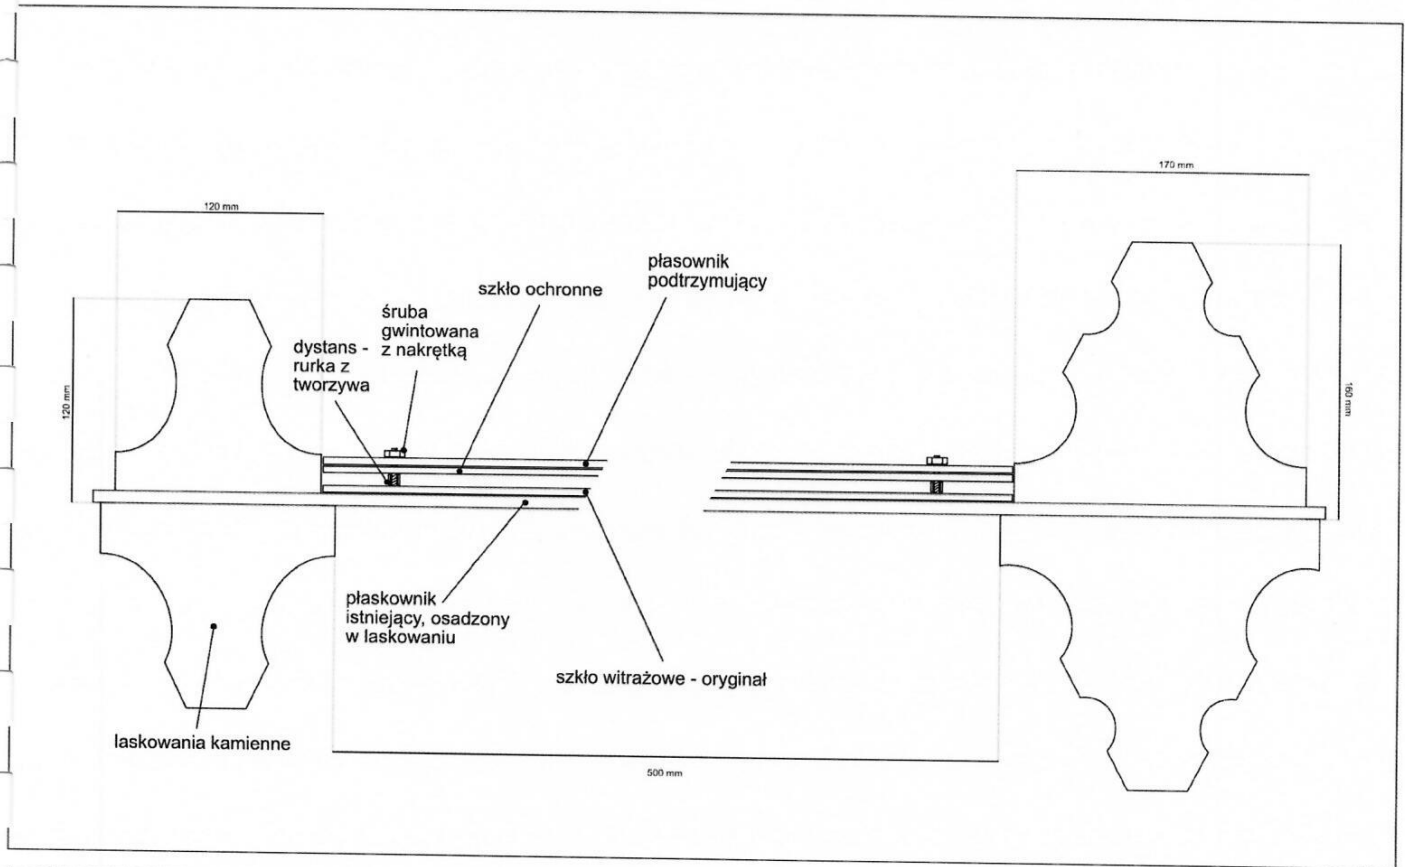 170 mm
120 mm
płasownik
podtrzymujący
szkło ochronne
śruba
gwintowana
z nakrętką
dystans -
rurka z
tworzywa
120 mm
160 mm
płaskownik
istniejący, osadzony
w laskowaniu
szkło witrażowe - oryginał
laskowania kamienne
500 mm